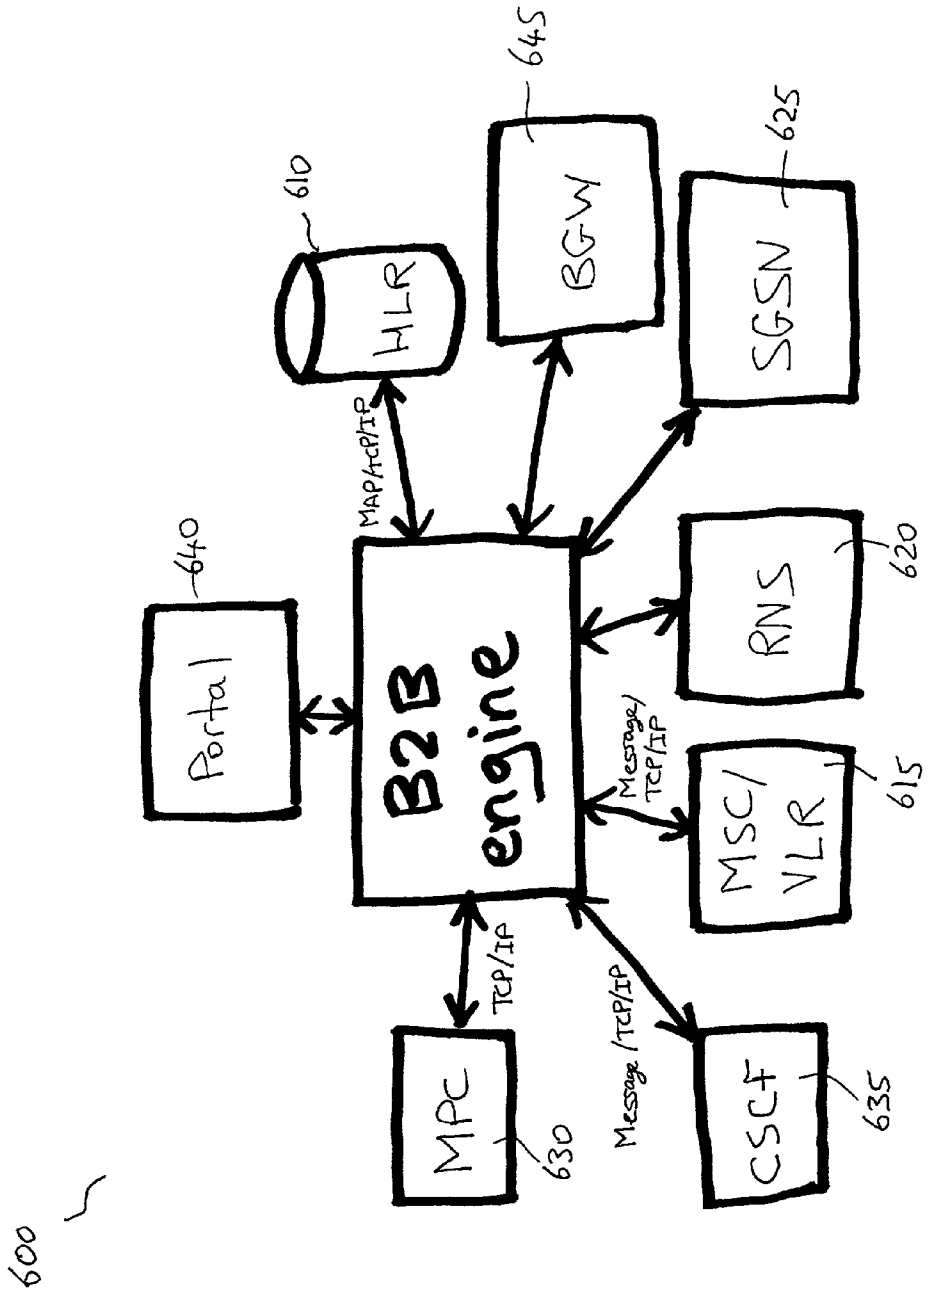 600
640
Portal
610
HLR
MAP/TCP/IP
645
BGW
625
SGSN
B2B
engine
MPC
630
TCP/IP
Message/TCP/IP
CSCF
635
Message/
TCP/IP
MSC/
VLR
615
RNS
620